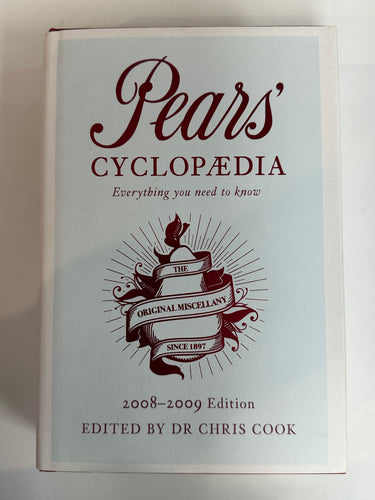 Pears'
CYCLOPÆDIA
Everything you need to know
THE
ORIGINAL MISCELLANY
SINCE 1897
2008–2009 Edition
EDITED BY DR CHRIS COOK